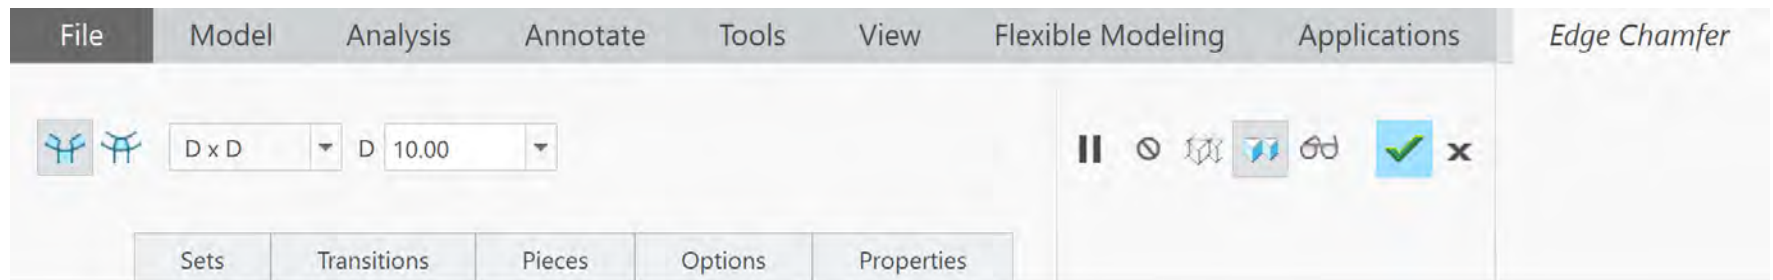 File Model Analysis Annotate Tools View Flexible Modeling Applications Edge Chamfer
D x D D 10.00
Sets Transitions Pieces Options Properties